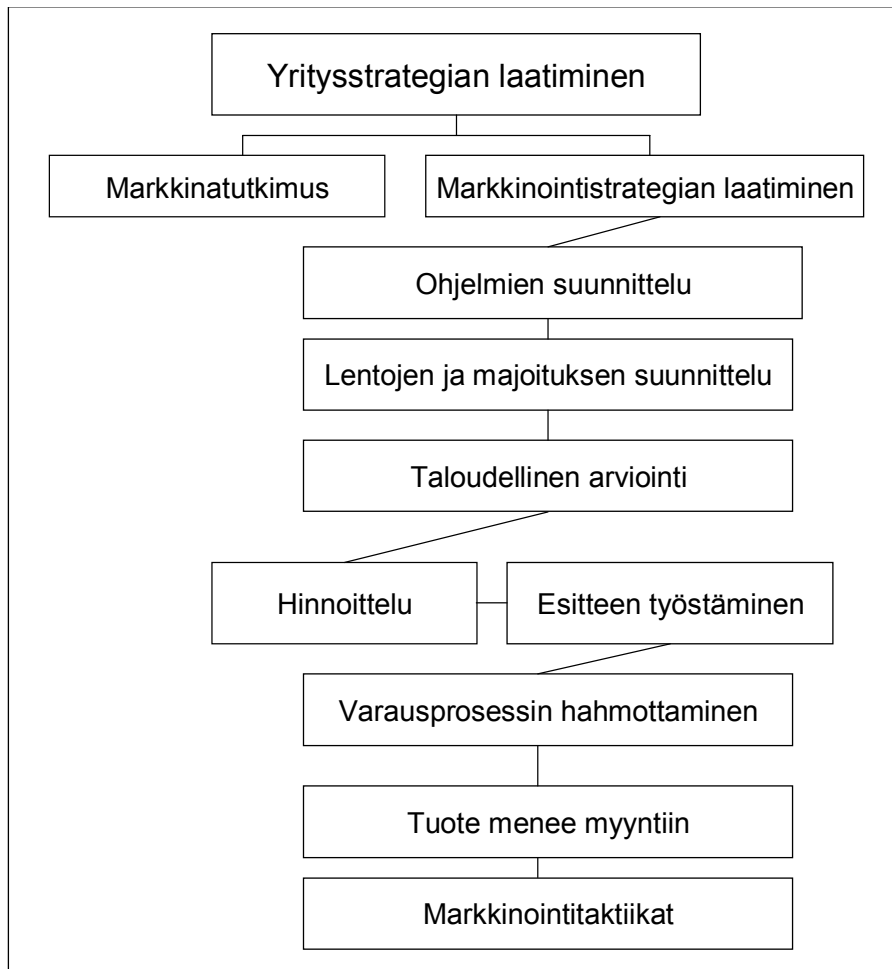 Yritysstrategian laatiminen
Markkinatutkimus
Markkinointistrategian laatiminen
Ohjelmien suunnittelu
Lentojen ja majoituksen suunnittelu
Taloudellinen arviointi
Hinnoittelu
Esitteen työstäminen
Varausprosessin hahmottaminen
Tuote menee myyntiin
Markkinointitaktiikat